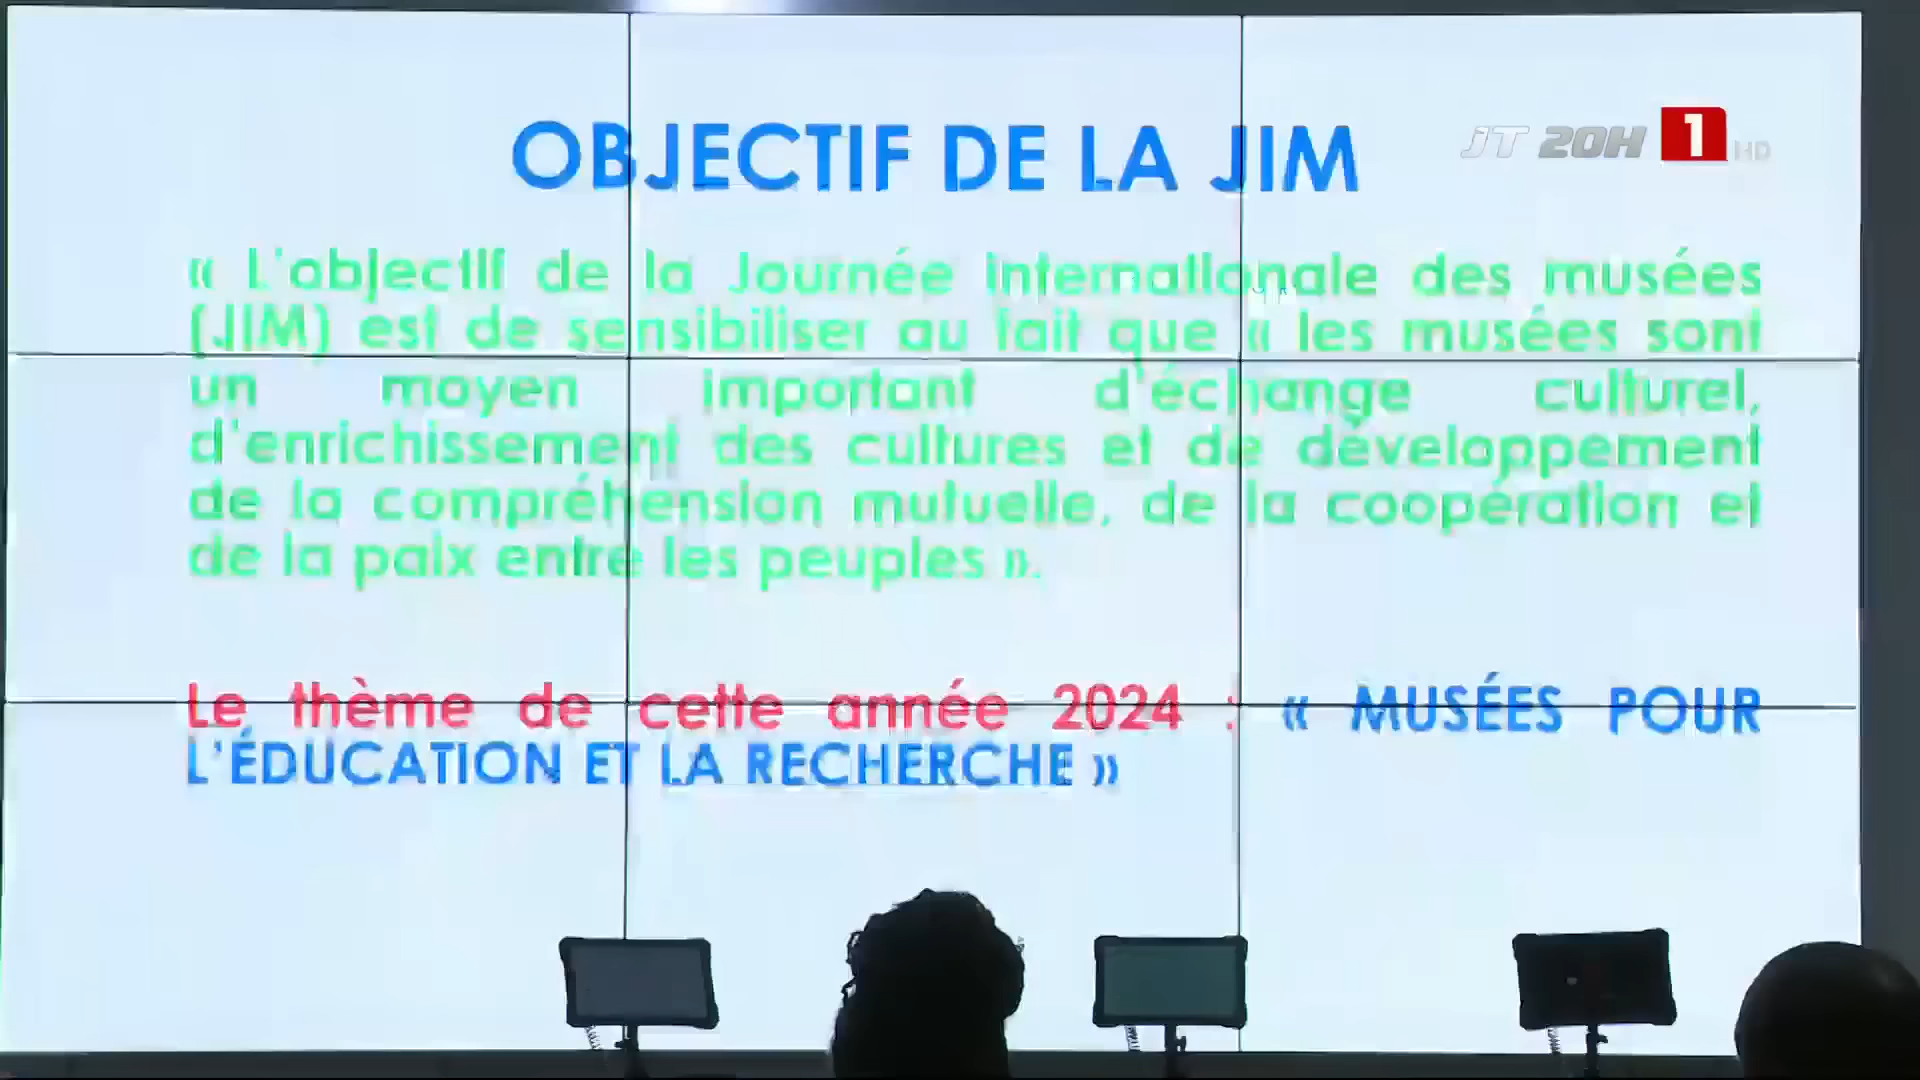 OBJECTIF DE LA JIM
JT 20H 1 HD
« L'objectif de la Journée internationale des musées
(JIM) est de sensibiliser au fait que « les musées sont
un moyen important d'échange culturel,
d'enrichissement des cultures et de développement
de la compréhension mutuelle, de la coopération et
de la paix entre les peuples ».
Le thème de cette année 2024 : « MUSÉES POUR
L'ÉDUCATION ET LA RECHERCHE »